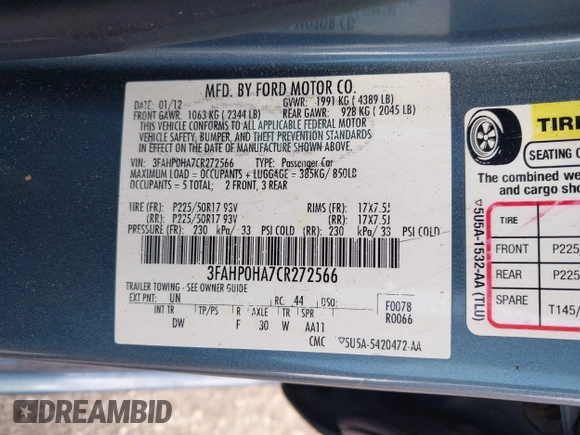 MFD. BY FORD MOTOR CO.
DATE: 01/12 GVWR: 1991 KG ( 4389 LB)
FRONT GAWR: 1063 KG ( 2344 LB) REAR GAWR: 928 KG ( 2045 LB)
THIS VEHICLE CONFORMS TO ALL APPLICABLE FEDERAL MOTOR
VEHICLE SAFETY, BUMPER, AND THEFT PREVENTION STANDARDS
IN EFFECT ON THE DATE OF MANUFACTURE SHOWN ABOVE.
VIN: 3FAHP0HA7CR272566 TYPE: Passenger Car
MAXIMUM LOAD = OCCUPANTS + LUGGAGE = 385KG / 850LB
OCCUPANTS = 5 TOTAL; 2 FRONT, 3 REAR
TIRE (FR): P225/50R17 93V RIMS (FR): 17X7.5J
(RR): P225/50R17 93V (RR): 17X7.5J
PRESSURE (FR): 230 kPa/ 33 PSI COLD (RR): 230 kPa/ 33 PSI COLD
3FAHP0HA7CR272566
TRAILER TOWING - SEE OWNER GUIDE
EXT PNT: UN RC: 44 DSO:
INT TR TP/PS R AXLE TR SPR
DW F 30 W AA11
F0078
R0066
CMC ▽5U5A-5420472-AA
▽5U5A-1532-AA (TLU)
TIRE
SEATING
The combined we
and cargo sho
TIRE
FRONT P225
REAR P225
SPARE T145/
DREAMBID